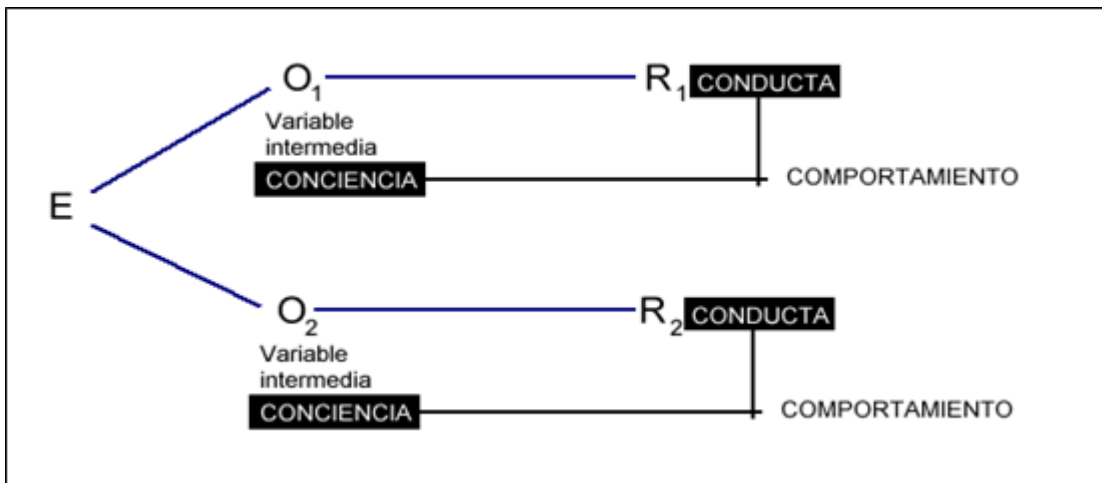 O1 R1 CONDUCTA
Variable
intermedia
CONCIENCIA COMPORTAMIENTO
E
O2 R2 CONDUCTA
Variable
intermedia
CONCIENCIA COMPORTAMIENTO